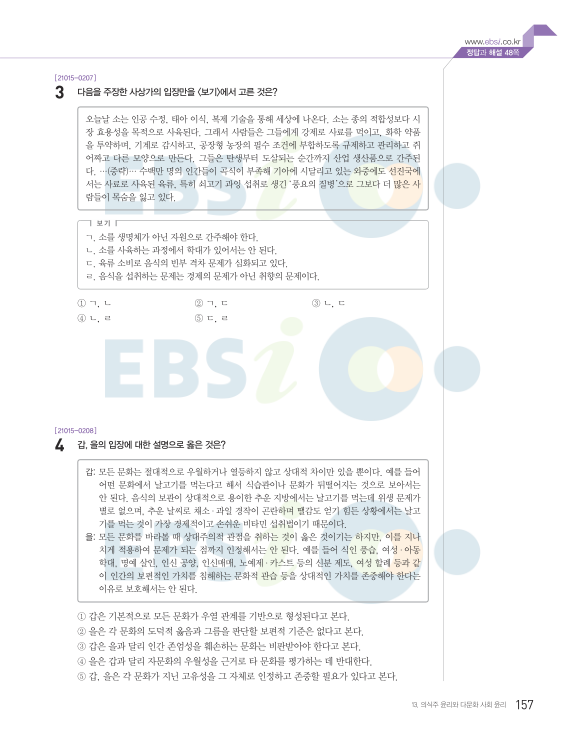 www.ebsi.co.kr
정답과 해설 48쪽
[21015-0207]
3 다음을 주장한 사상가의 입장만을 〈보기〉에서 고른 것은?
오늘날 소는 인공 수정, 태아 이식, 복제 기술을 통해 세상에 나온다. 소는 종의 적합성보다 시
장 효용성을 목적으로 사육된다. 그래서 사람들은 그들에게 강제로 사료를 먹이고, 화학 약품
을 투약하며, 기계로 감시하고, 공장형 농장의 필수 조건에 부합하도록 규제하고 관리하고 쥐
어짜고 다른 모양으로 만든다. 그들은 탄생부터 도살되는 순간까지 산업 생산품으로 간주된
다. …(중략)… 수백만 명의 인간들이 곡식이 부족해 기아에 시달리고 있는 와중에도 선진국에
서는 사료로 사육된 육류, 특히 쇠고기 과잉 섭취로 생긴 '풍요의 질병'으로 그보다 더 많은 사
람들이 목숨을 잃고 있다.
보기
ㄱ. 소를 생명체가 아닌 자원으로 간주해야 한다.
ㄴ. 소를 사육하는 과정에서 학대가 있어서는 안 된다.
ㄷ. 육류 소비로 음식의 빈부 격차 문제가 심화되고 있다.
ㄹ. 음식을 섭취하는 문제는 경제의 문제가 아닌 취향의 문제이다.
① ㄱ, ㄴ ② ㄱ, ㄷ ③ ㄴ, ㄷ
④ ㄴ, ㄹ ⑤ ㄷ, ㄹ
EBSi
[21015-0208]
4 갑, 을의 입장에 대한 설명으로 옳은 것은?
갑: 모든 문화는 절대적으로 우월하거나 열등하지 않고 상대적 차이만 있을 뿐이다. 예를 들어
어떤 문화에서 날고기를 먹는다고 해서 식습관이나 문화가 뒤떨어지는 것으로 보아서는
안 된다. 음식의 보관이 상대적으로 용이한 추운 지방에서는 날고기를 먹는데 위생 문제가
별로 없으며, 추운 날씨로 채소·과일 경작이 곤란하며 땔감도 얻기 힘든 상황에서는 날고
기를 먹는 것이 가장 경제적이고 손쉬운 비타민 섭취법이기 때문이다.
을: 모든 문화를 바라볼 때 상대주의적 관점을 취하는 것이 옳은 것이기는 하지만, 이를 지나
치게 적용하여 문제가 되는 점까지 인정해서는 안 된다. 예를 들어 식인 풍습, 여성·아동
학대, 명예 살인, 인신 공양, 인신매매, 노예제·카스트 등의 신분 제도, 여성 할례 등과 같
이 인간의 보편적인 가치를 침해하는 문화적 관습 등을 상대적인 가치를 존중해야 한다는
이유로 보호해서는 안 된다.
① 갑은 기본적으로 모든 문화가 우열 관계를 기반으로 형성된다고 본다.
② 을은 각 문화의 도덕적 옳음과 그름을 판단할 보편적 기준은 없다고 본다.
③ 갑은 을과 달리 인간 존엄성을 훼손하는 문화는 비판받아야 한다고 본다.
④ 을은 갑과 달리 자문화의 우월성을 근거로 타 문화를 평가하는 데 반대한다.
⑤ 갑, 을은 각 문화가 지닌 고유성을 그 자체로 인정하고 존중할 필요가 있다고 본다.
13. 의식주 윤리와 다문화 사회 윤리 157